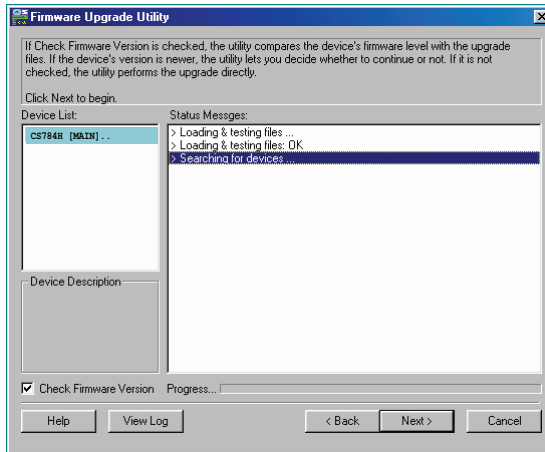 Firmware Upgrade Utility
If Check Firmware Version is checked, the utility compares the device's firmware level with the upgrade
files. If the device's version is newer, the utility lets you decide whether to continue or not. If it is not
checked, the utility performs the upgrade directly.
Click Next to begin.
Device List:
Status Messges:
CS784H [MAIN]..
> Loading & testing files ...
> Loading & testing files: OK
> Searching for devices ...
Device Description
Check Firmware Version
Progress...
Help
View Log
< Back
Next >
Cancel